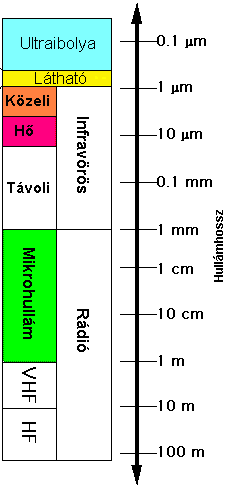 Ultraibolya
Látható
Közeli
Hő
Távoli
Infravörös
Mikrohullám
VHF
HF
Rádió
0.1 µm
1 µm
10 µm
0.1 mm
1 mm
1 cm
10 cm
1 m
10 m
100 m
Hullámhossz